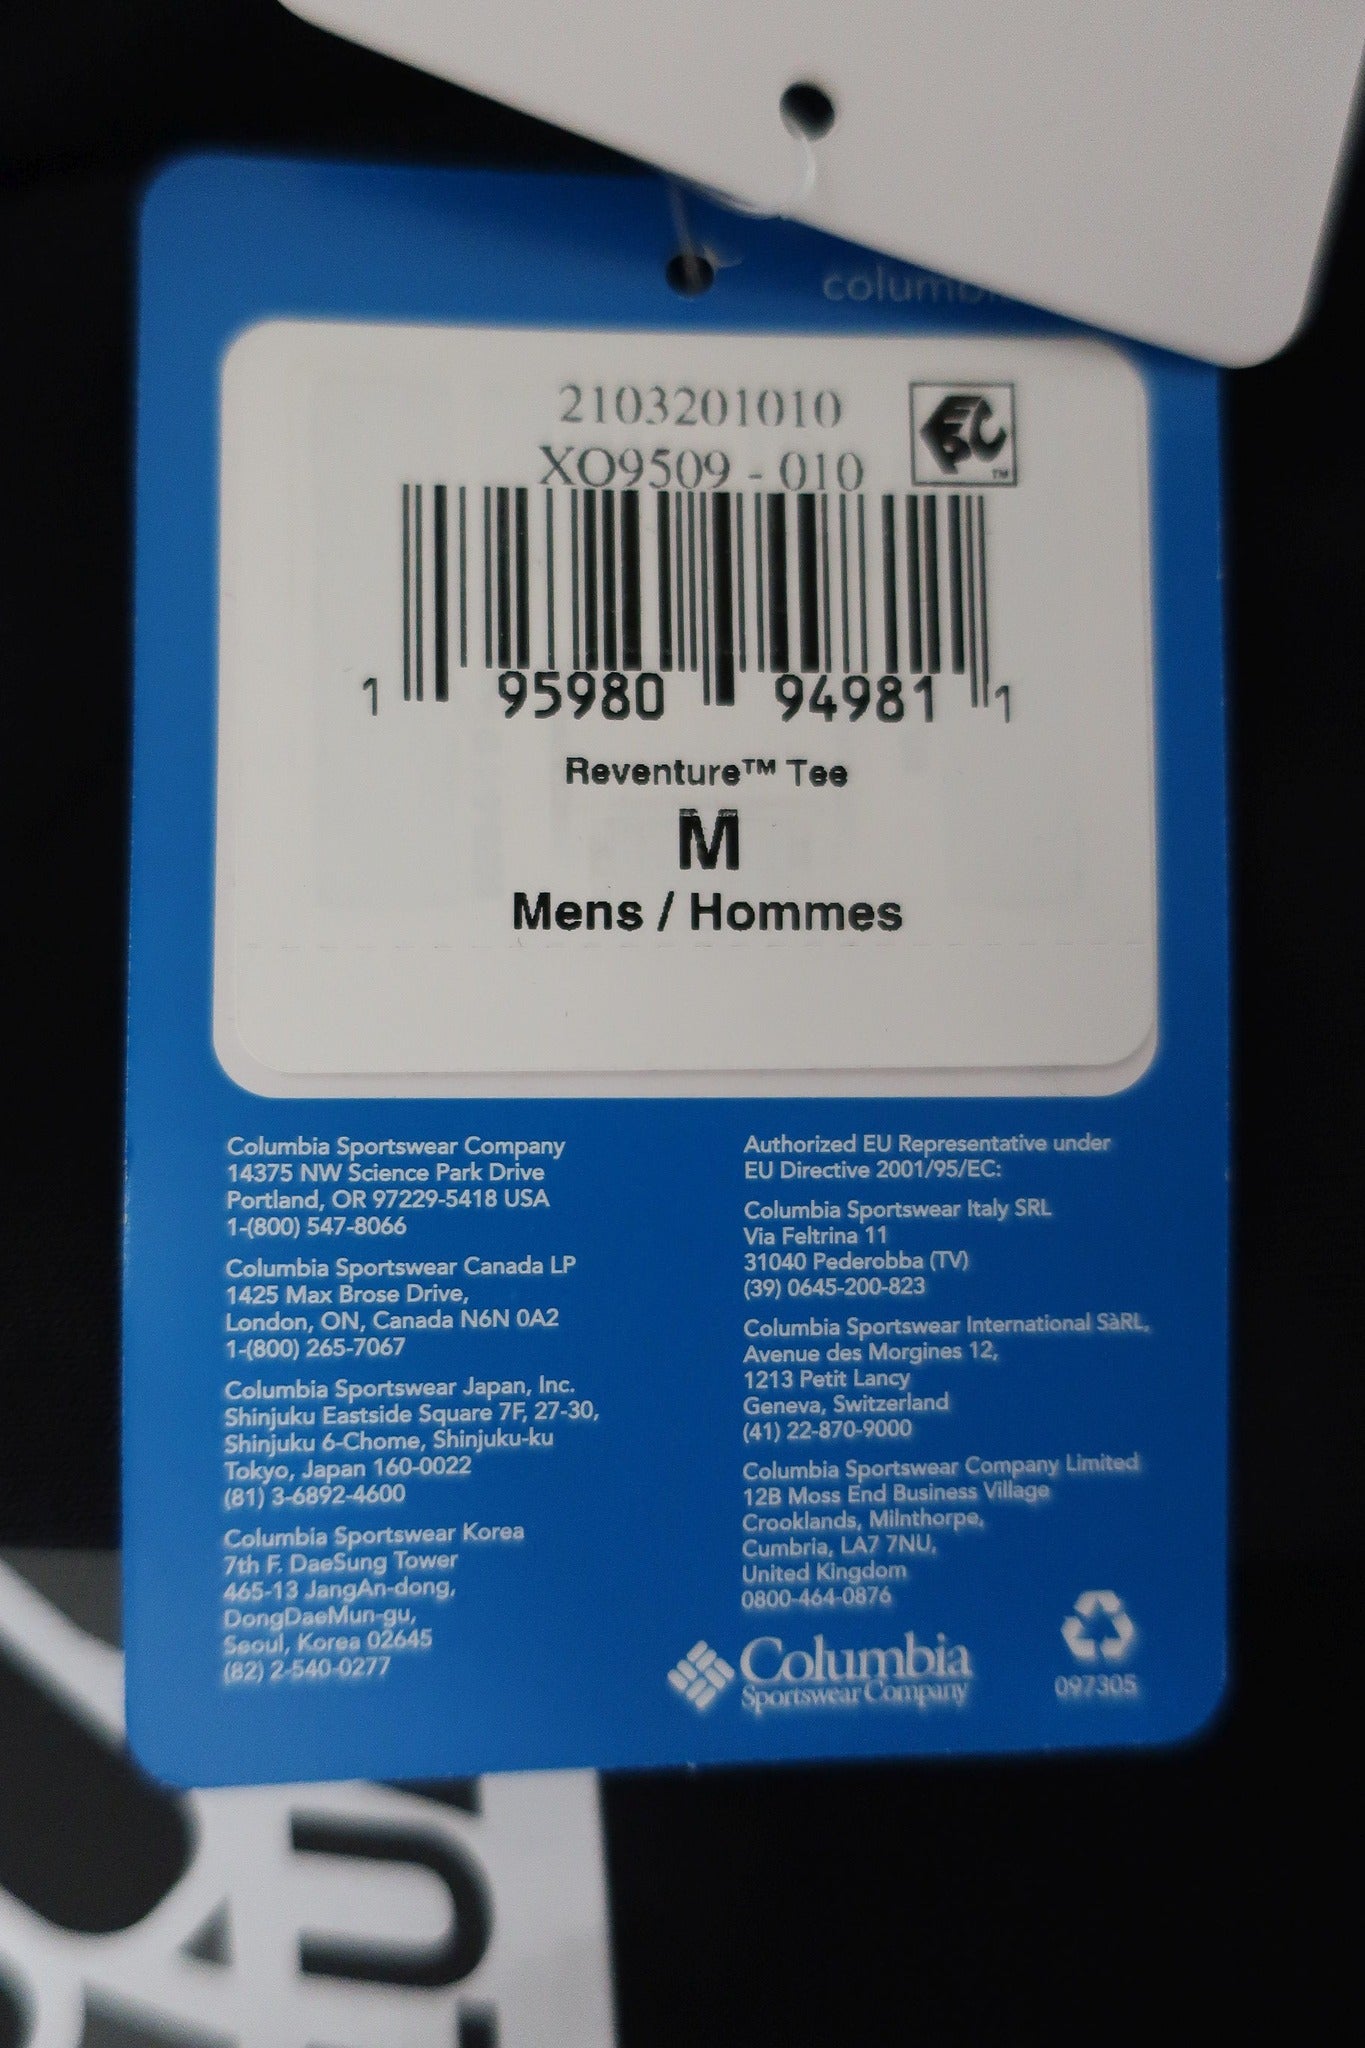 columbi
2103201010
XO9509 - 010
EPC™
1 95980 94981 1
Reventure™ Tee
M
Mens / Hommes
Columbia Sportswear Company
14375 NW Science Park Drive
Portland, OR 97229-5418 USA
1-(800) 547-8066
Columbia Sportswear Canada LP
1425 Max Brose Drive,
London, ON, Canada N6N 0A2
1-(800) 265-7067
Columbia Sportswear Japan, Inc.
Shinjuku Eastside Square 7F, 27-30,
Shinjuku 6-Chome, Shinjuku-ku
Tokyo, Japan 160-0022
(81) 3-6892-4600
Columbia Sportswear Korea
7th F. DaeSung Tower
465-13 JangAn-dong,
DongDaeMun-gu,
Seoul, Korea 02645
(82) 2-540-0277
Authorized EU Representative under
EU Directive 2001/95/EC:
Columbia Sportswear Italy SRL
Via Feltrina 11
31040 Pederobba (TV)
(39) 0645-200-823
Columbia Sportswear International SàRL,
Avenue des Morgines 12,
1213 Petit Lancy
Geneva, Switzerland
(41) 22-870-9000
Columbia Sportswear Company Limited
12B Moss End Business Village
Crooklands, Milnthorpe,
Cumbria, LA7 7NU,
United Kingdom
0800-464-0876
Columbia
Sportswear Company
097305